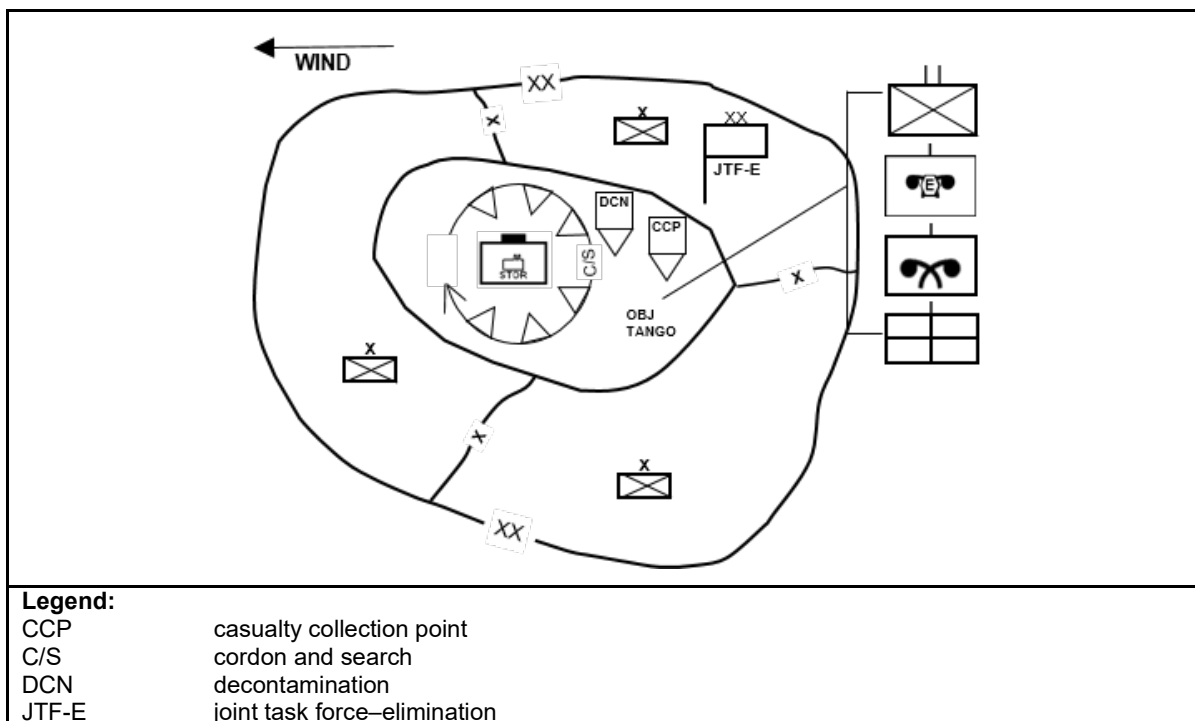 WIND
XX
X
X
XX
JTF-E
DCN
CCP
C/S
STOR
E
X
OBJ
TANGO
X
X
X
XX
Legend:
CCP casualty collection point
C/S cordon and search
DCN decontamination
JTF-E joint task force–elimination